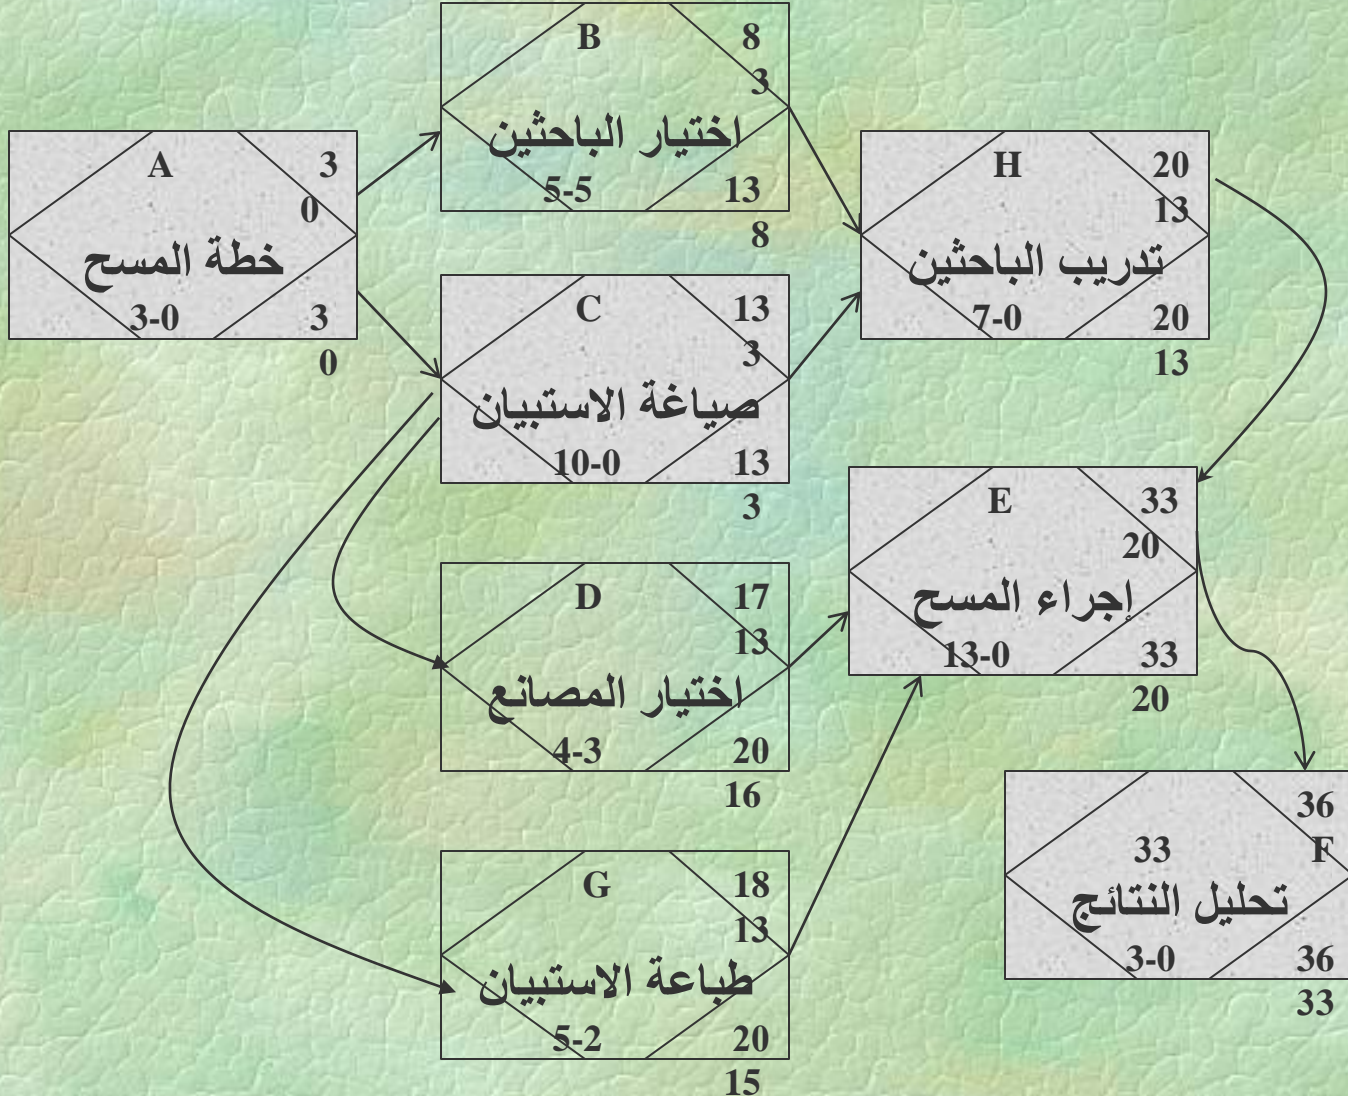 A
3
0
خطة المسح
3-0
3
0
B
8
3
اختيار الباحثين
5-5
13
8
C
13
3
صياغة الاستبيان
10-0
13
3
D
17
13
اختيار المصانع
4-3
20
16
G
18
13
طباعة الاستبيان
5-2
20
15
H
20
13
تدريب الباحثين
7-0
20
13
E
33
20
إجراء المسح
13-0
33
20
36
33 F
تحليل النتائج
3-0
36
33